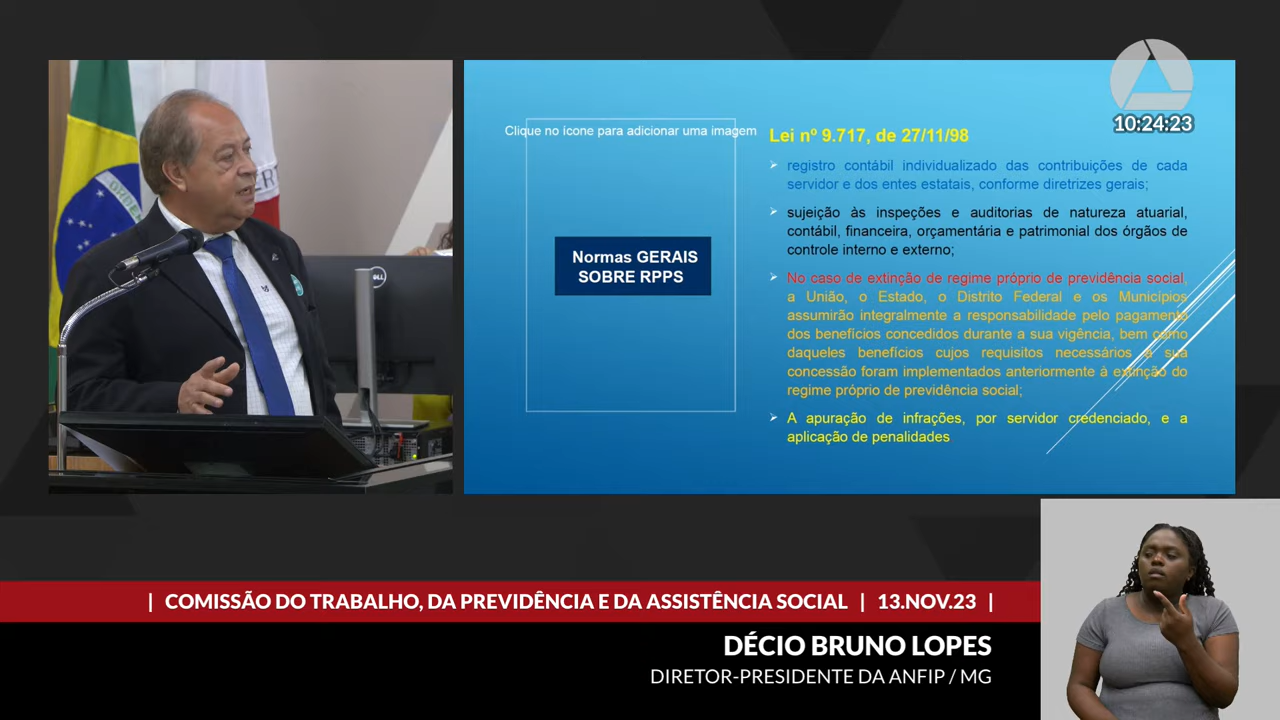 10:24:23
Clique no ícone para adicionar uma imagem
Normas GERAIS
SOBRE RPPS
Lei nº 9.717, de 27/11/98
registro contábil individualizado das contribuições de cada
servidor e dos entes estatais, conforme diretrizes gerais;
sujeição às inspeções e auditorias de natureza atuarial,
contábil, financeira, orçamentária e patrimonial dos órgãos de
controle interno e externo;
No caso de extinção de regime próprio de previdência social,
a União, o Estado, o Distrito Federal e os Municípios
assumirão integralmente a responsabilidade pelo pagamento
dos benefícios concedidos durante a sua vigência, bem como
daqueles benefícios cujos requisitos necessários a sua
concessão foram implementados anteriormente à extinção do
regime próprio de previdência social;
A apuração de infrações, por servidor credenciado, e a
aplicação de penalidades
DELL
| COMISSÃO DO TRABALHO, DA PREVIDÊNCIA E DA ASSISTÊNCIA SOCIAL | 13.NOV.23 |
DÉCIO BRUNO LOPES
DIRETOR-PRESIDENTE DA ANFIP / MG